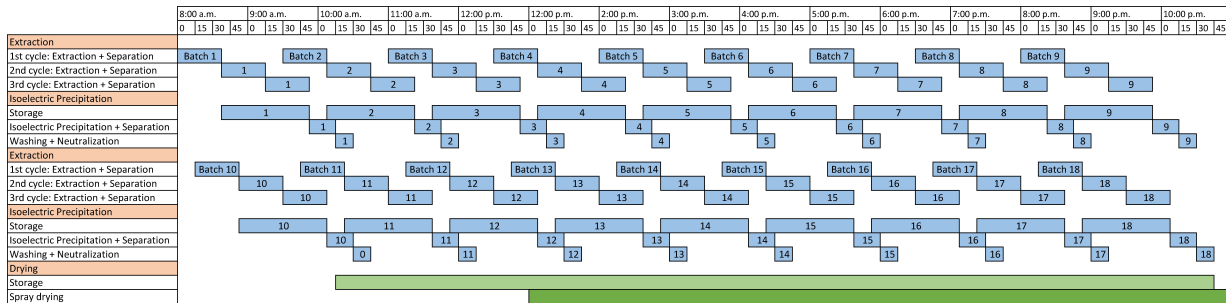 8:00 a.m. 9:00 a.m. 10:00 a.m. 11:00 a.m. 12:00 p.m. 12:00 p.m. 2:00 p.m. 3:00 p.m. 4:00 p.m. 5:00 p.m. 6:00 p.m. 7:00 p.m. 8:00 p.m. 9:00 p.m. 10:00 p.m.
0 15 30 45 0 15 30 45 0 15 30 45 0 15 30 45 0 15 30 45 0 15 30 45 0 15 30 45 0 15 30 45 0 15 30 45 0 15 30 45 0 15 30 45 0 15 30 45 0 15 30 45 0 15 30 45 0 15 30 45
Extraction
1st cycle: Extraction + Separation Batch 1 Batch 2 Batch 3 Batch 4 Batch 5 Batch 6 Batch 7 Batch 8 Batch 9
2nd cycle: Extraction + Separation 1 2 3 4 5 6 7 8 9
3rd cycle: Extraction + Separation 1 2 3 4 5 6 7 8 9
Isoelectric Precipitation
Storage 1 2 3 4 5 6 7 8 9
Isoelectric Precipitation + Separation 1 2 3 4 5 6 7 8 9
Washing + Neutralization 1 2 3 4 5 6 7 8 9
Extraction
1st cycle: Extraction + Separation Batch 10 Batch 11 Batch 12 Batch 13 Batch 14 Batch 15 Batch 16 Batch 17 Batch 18
2nd cycle: Extraction + Separation 10 11 12 13 14 15 16 17 18
3rd cycle: Extraction + Separation 10 11 12 13 14 15 16 17 18
Isoelectric Precipitation
Storage 10 11 12 13 14 15 16 17 18
Isoelectric Precipitation + Separation 10 11 12 13 14 15 16 17 18
Washing + Neutralization 0 11 12 13 14 15 16 17 18
Drying
Storage
Spray drying